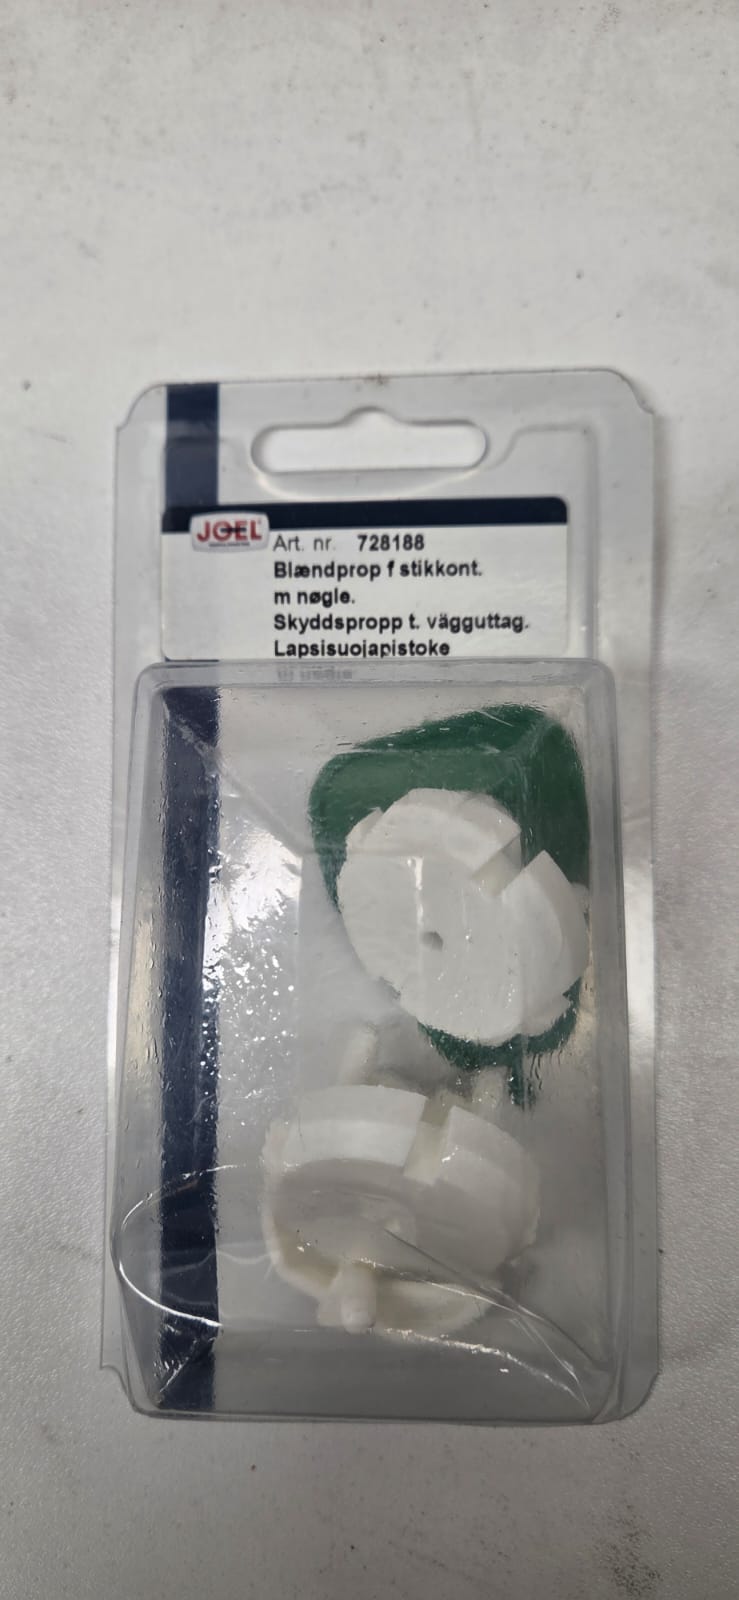 JOEL
Art. nr. 728188
Blændprop f stikkont.
m nøgle.
Skyddspropp t. vägguttag.
Lapsisuojapistoke